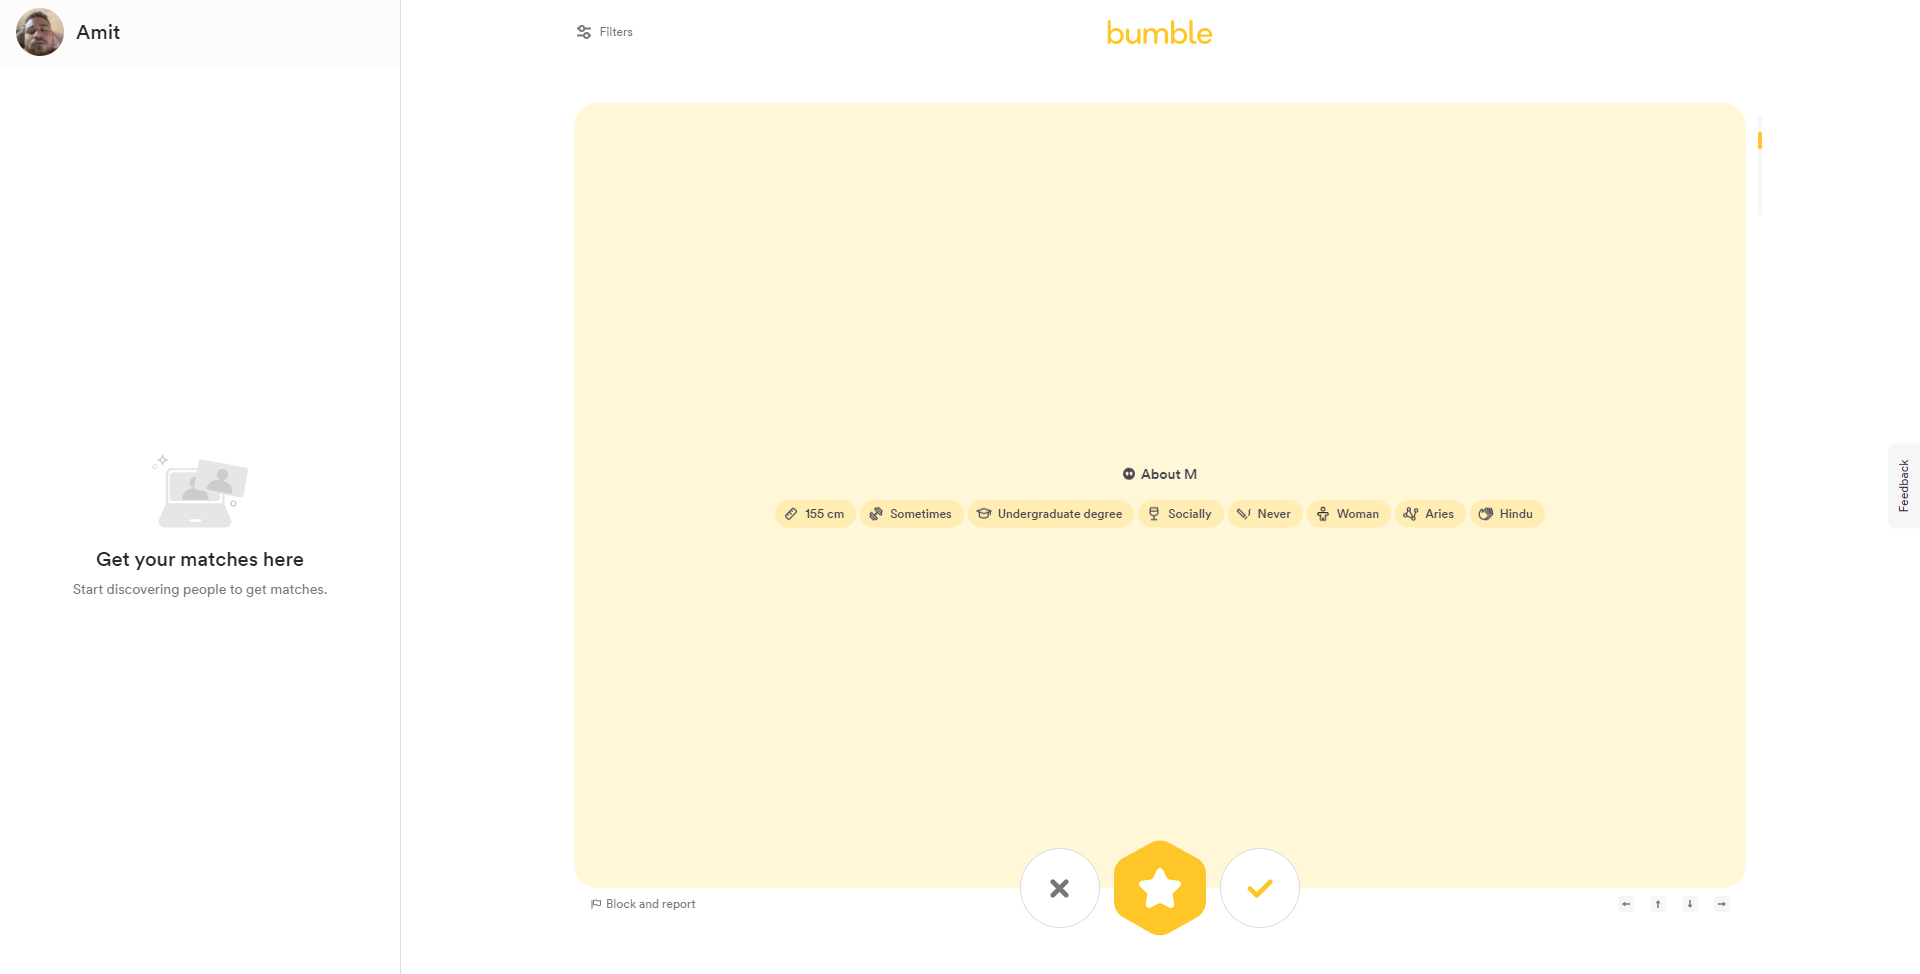 Amit
Filters
bumble
About M
155 cm Sometimes Undergraduate degree Socially Never Woman Aries Hindu
Feedback
Get your matches here
Start discovering people to get matches.
Block and report